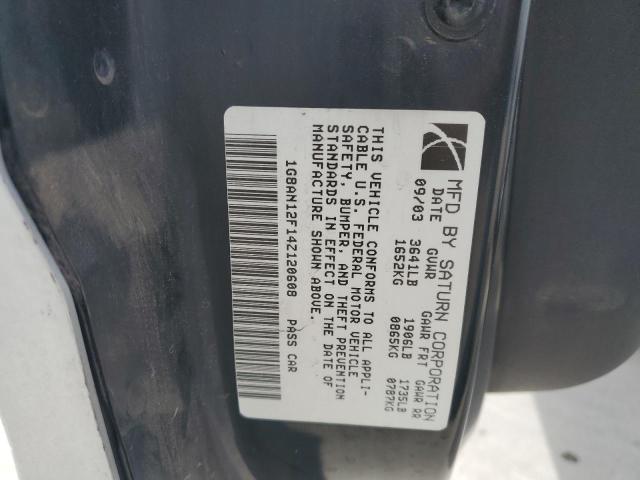 MFD BY SATURN CORPORATION
DATE GVWR GAWR FRT GAWR RR
09/03 3641LB 1906LB 1735LB
1652KG 0865KG 0787KG
THIS VEHICLE CONFORMS TO ALL APPLI-
CABLE U.S. FEDERAL MOTOR VEHICLE
SAFETY, BUMPER, AND THEFT PREVENTION
STANDARDS IN EFFECT ON THE DATE OF
MANUFACTURE SHOWN ABOVE.
1G8AN12F14Z120608 PASS CAR